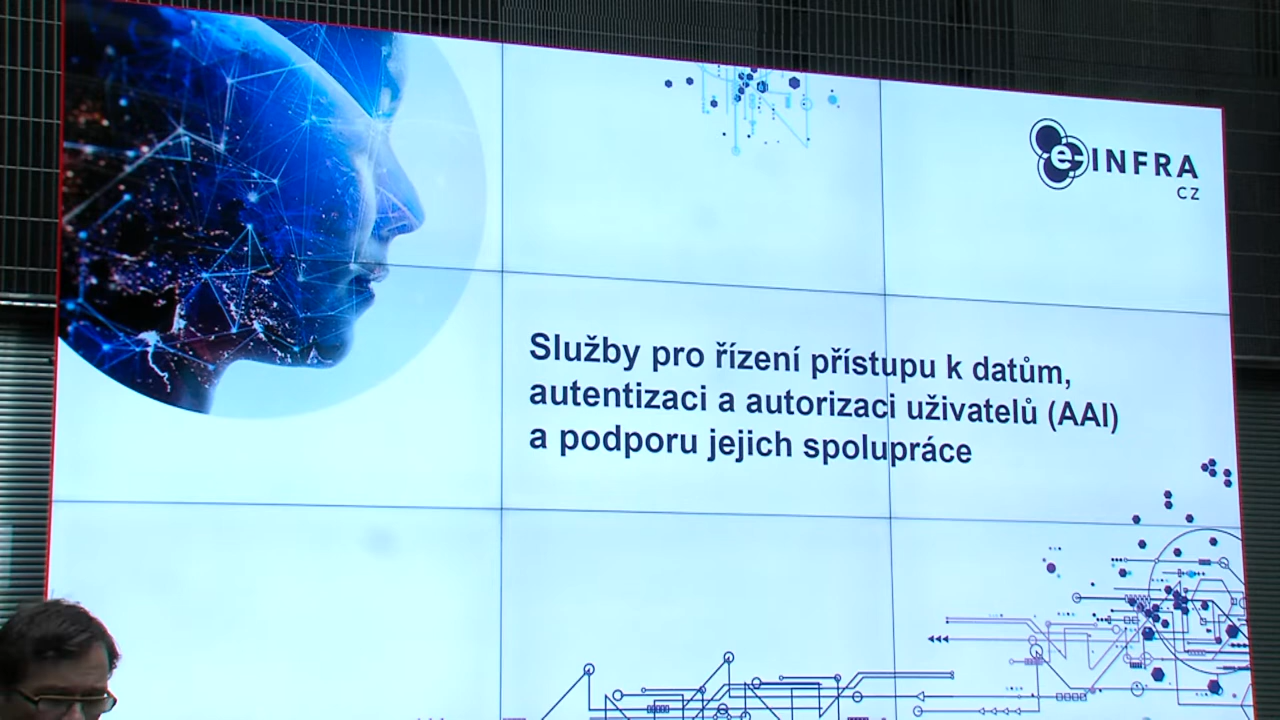 e-INFRA
CZ
Služby pro řízení přístupu k datům,
autentizaci a autorizaci uživatelů (AAI)
a podporu jejich spolupráce